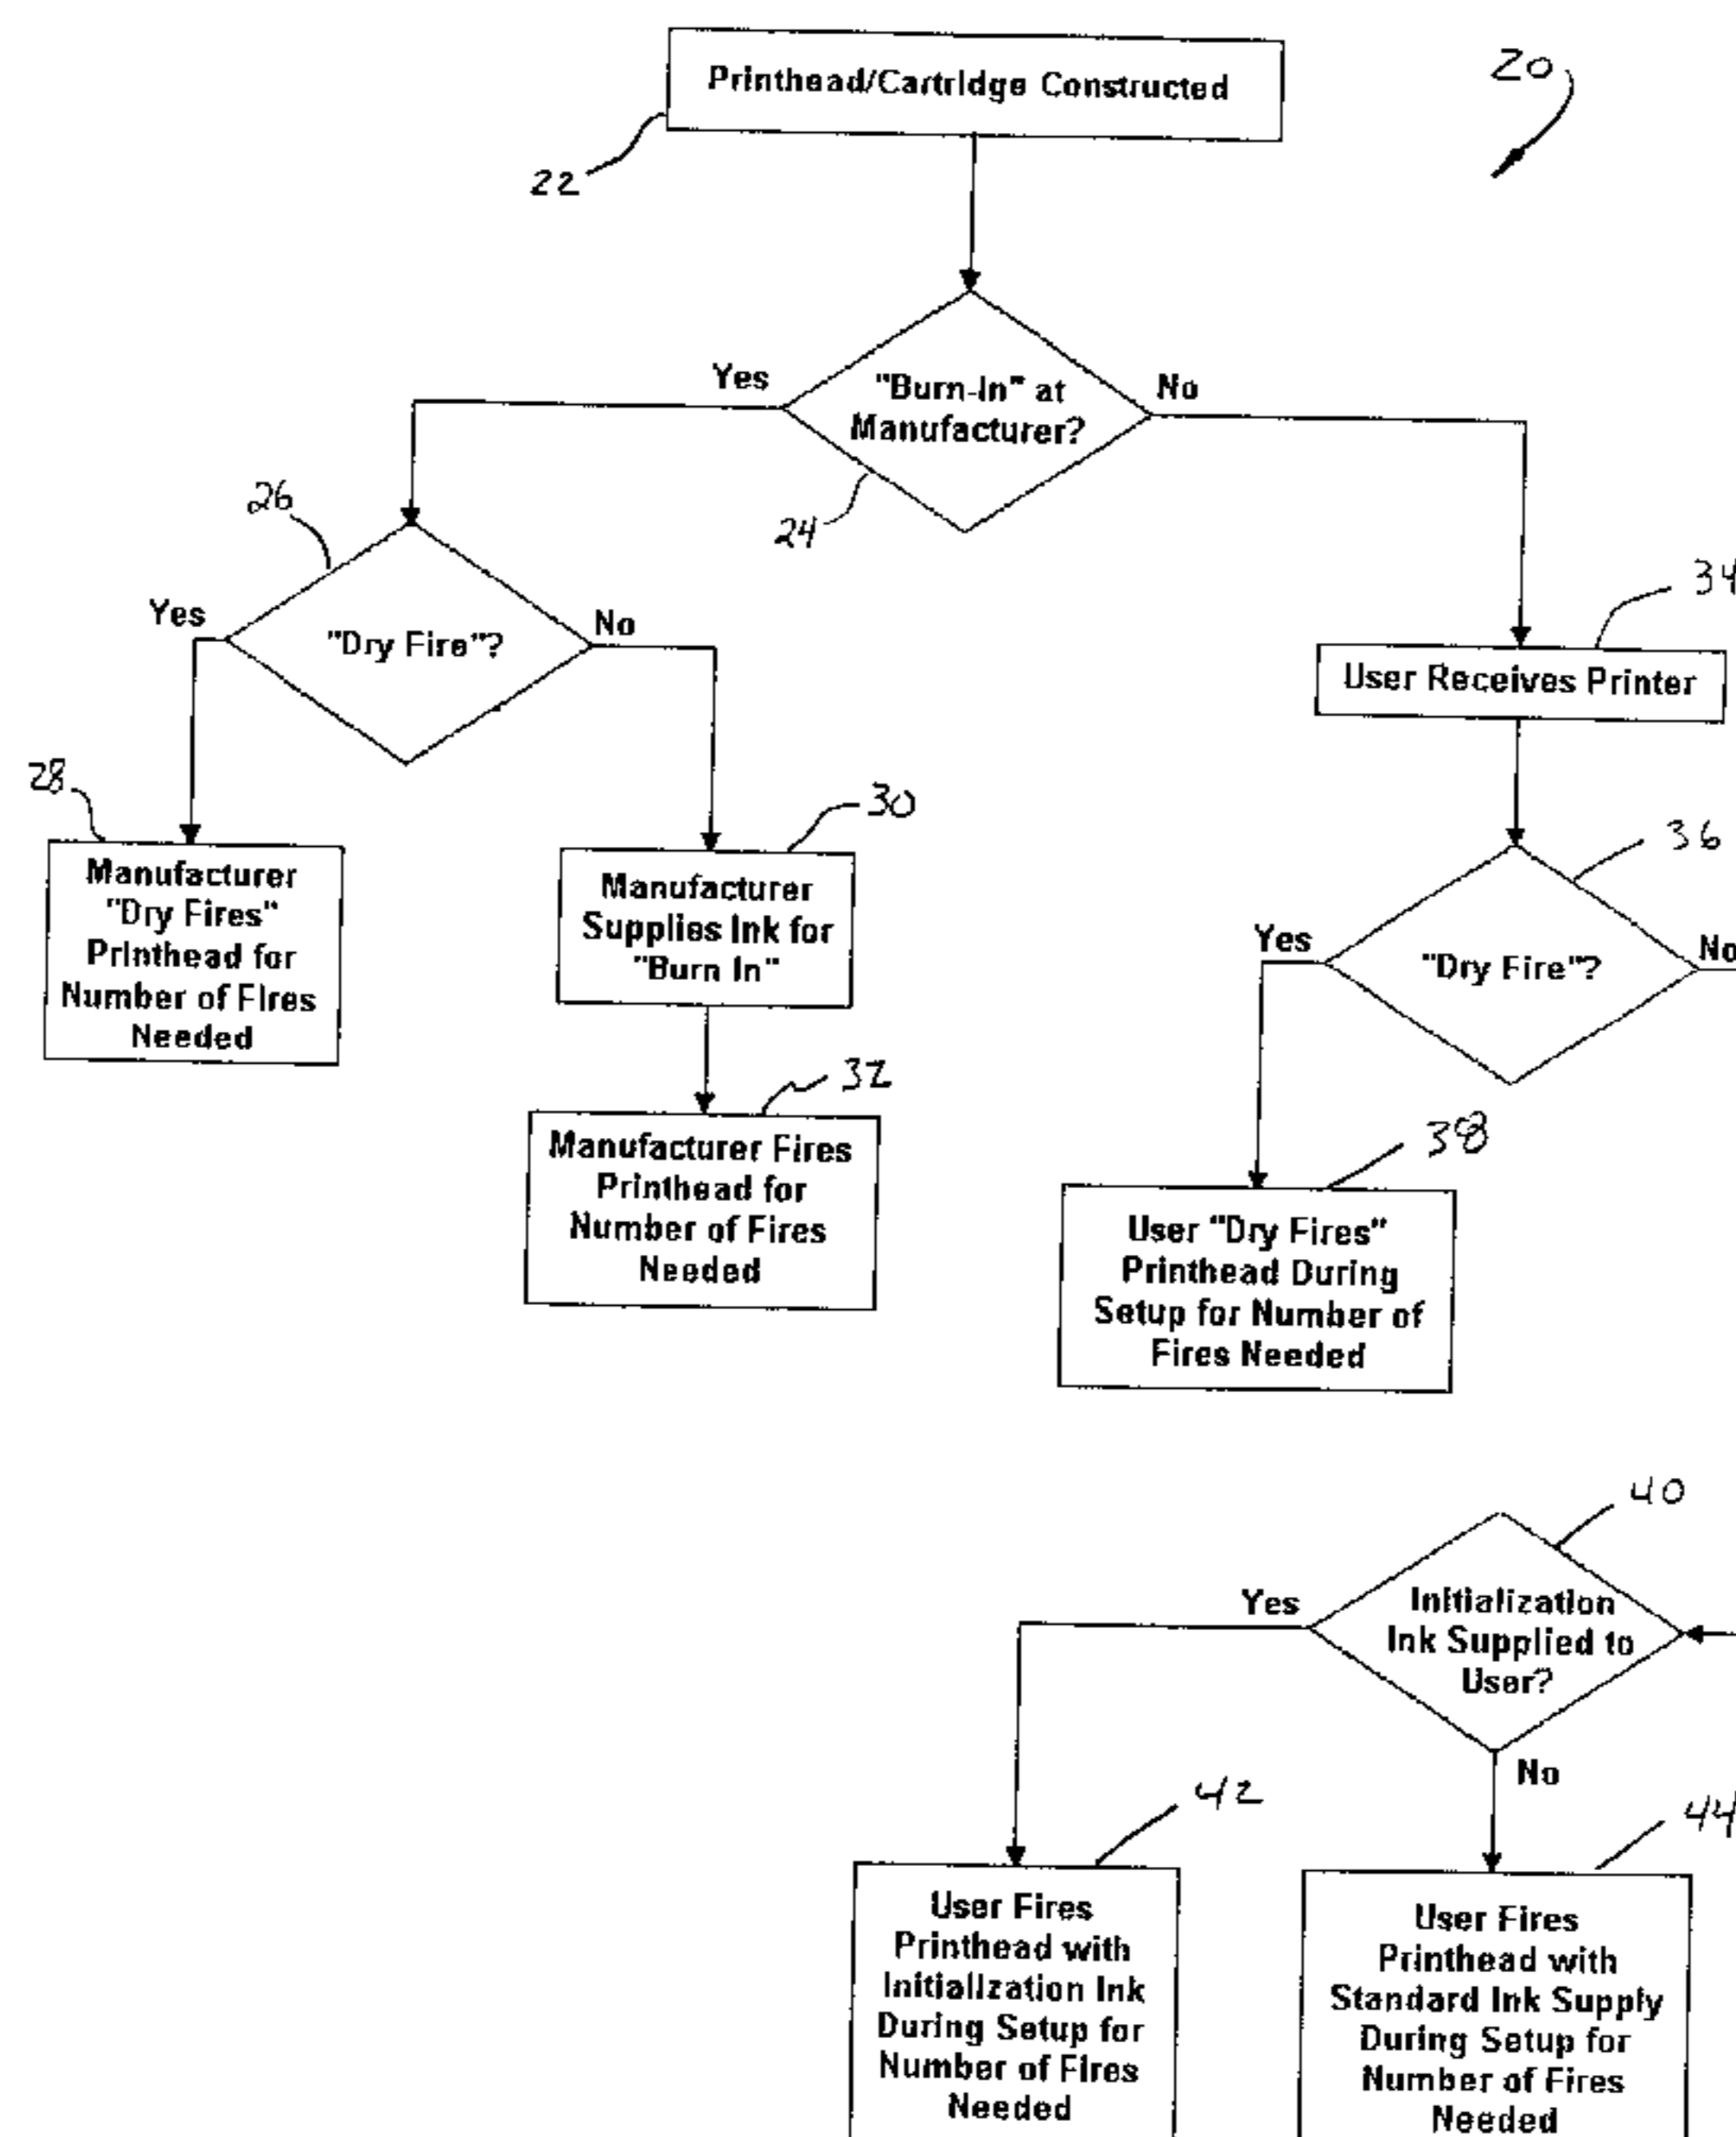 Printhead/Cartridge Constructed
20
22
"Burn-In" at
Manufacturer?
Yes
No
24
26
"Dry Fire"?
Yes
No
34
User Receives Printer
28
Manufacturer
"Dry Fires"
Printhead for
Number of Fires
Needed
30
Manufacturer
Supplies Ink for
"Burn In"
36
"Dry Fire"?
Yes
No
32
Manufacturer Fires
Printhead for
Number of Fires
Needed
38
User "Dry Fires"
Printhead During
Setup for Number of
Fires Needed
40
Initialization
Ink Supplied to
User?
Yes
No
42
User Fires
Printhead with
Initialization Ink
During Setup for
Number of Fires
Needed
44
User Fires
Printhead with
Standard Ink Supply
During Setup for
Number of Fires
Needed